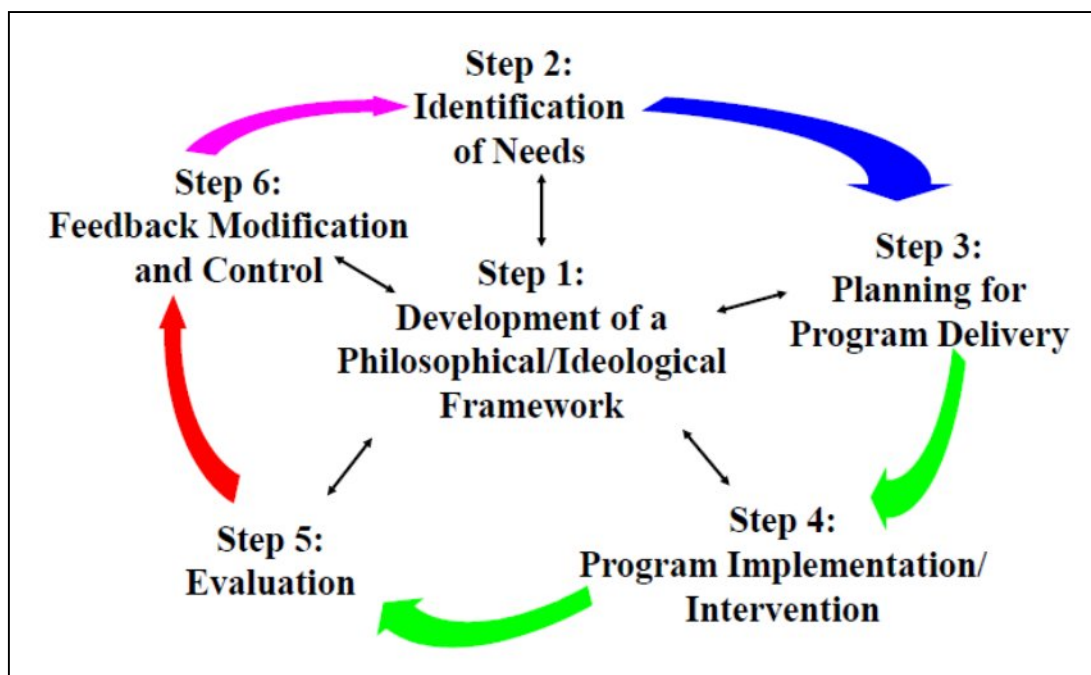 Step 2:
Identification
of Needs
Step 6:
Feedback Modification
and Control
Step 1:
Development of a
Philosophical/Ideological
Framework
Step 3:
Planning for
Program Delivery
Step 5:
Evaluation
Step 4:
Program Implementation/
Intervention